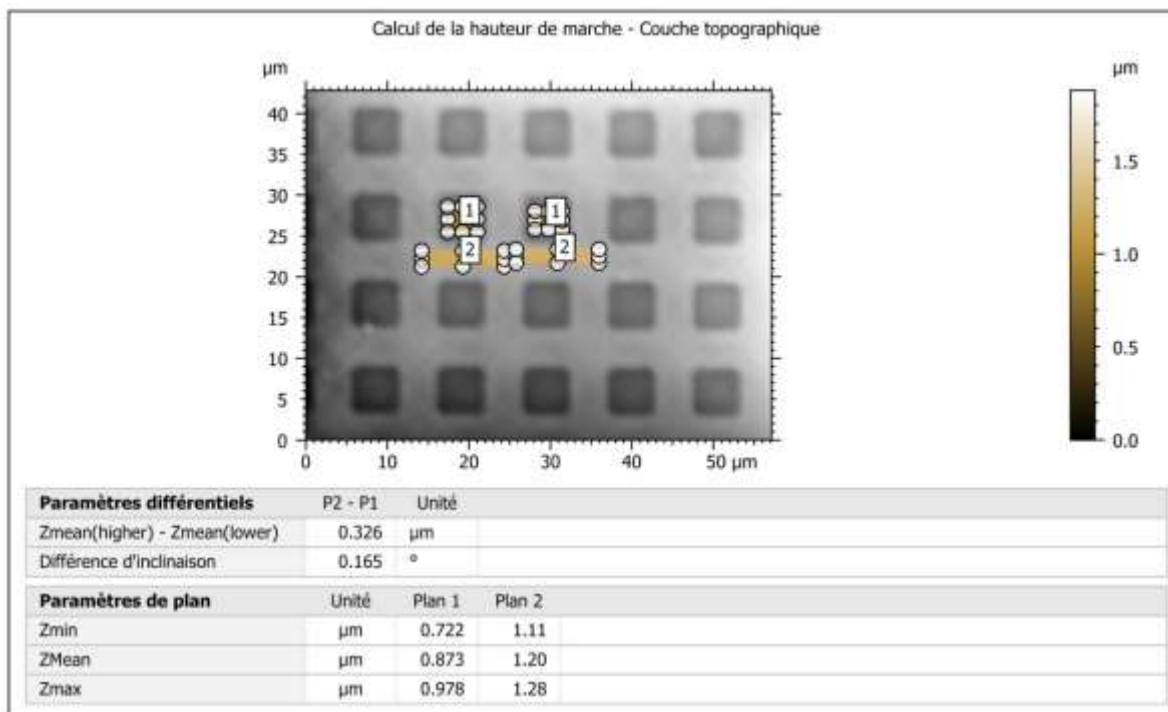 Calcul de la hauteur de marche - Couche topographique
µm
µm
40
35
30
25
20
15
10
5
0
1
1
2
2
0
10
20
30
40
50 µm
1.5
1.0
0.5
0.0
Paramètres différentiels P2 - P1 Unité
Zmean(higher) - Zmean(lower) 0.326 µm
Différence d'inclinaison 0.165 °
Paramètres de plan Unité Plan 1 Plan 2
Zmin µm 0.722 1.11
ZMean µm 0.873 1.20
Zmax µm 0.978 1.28